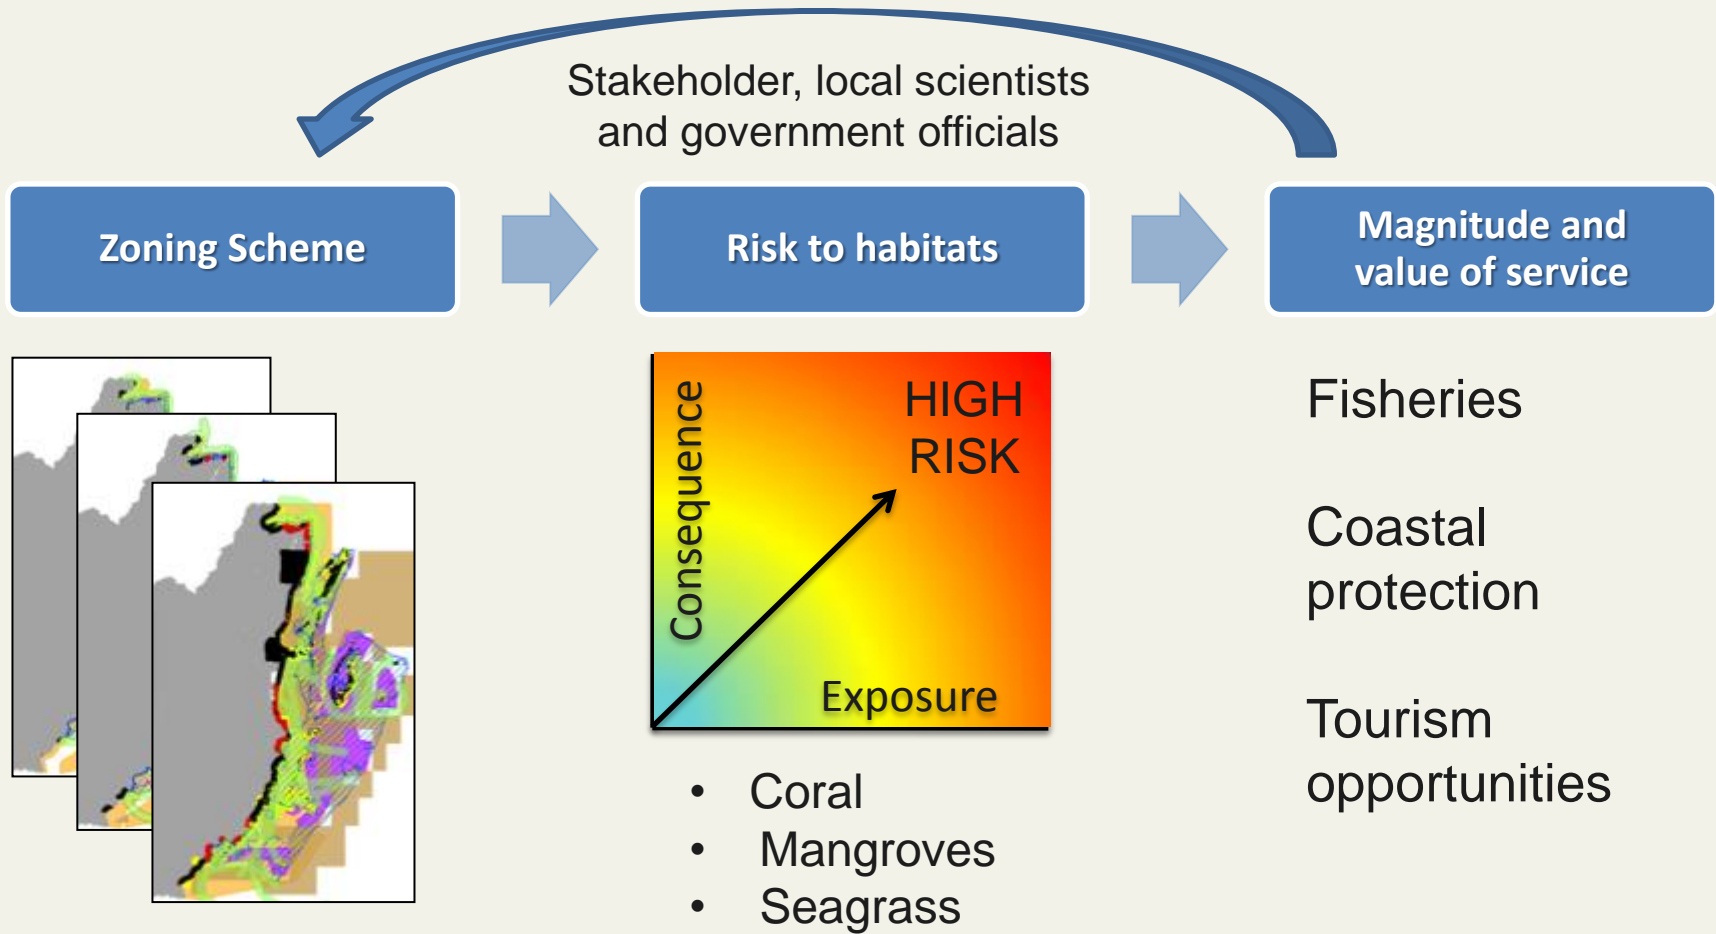 Stakeholder, local scientists
and government officials
Zoning Scheme
Risk to habitats
Magnitude and
value of service
Consequence
HIGH
RISK
Exposure
• Coral
• Mangroves
• Seagrass
Fisheries
Coastal
protection
Tourism
opportunities